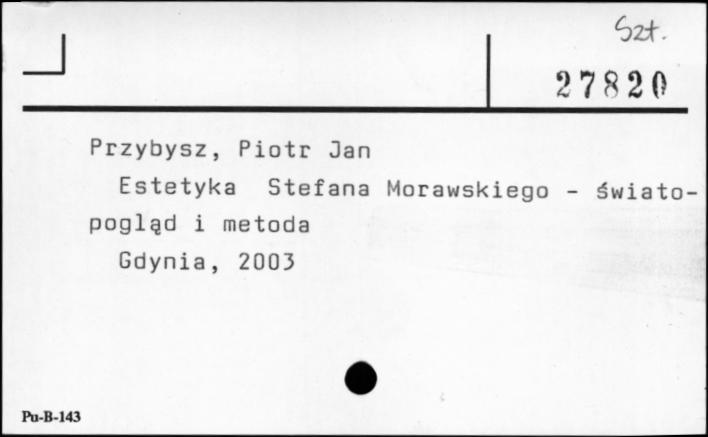 Szt.
27820
Przybysz, Piotr Jan
Estetyka Stefana Morawskiego - świato-
pogląd i metoda
Gdynia, 2003
Pu-B-143